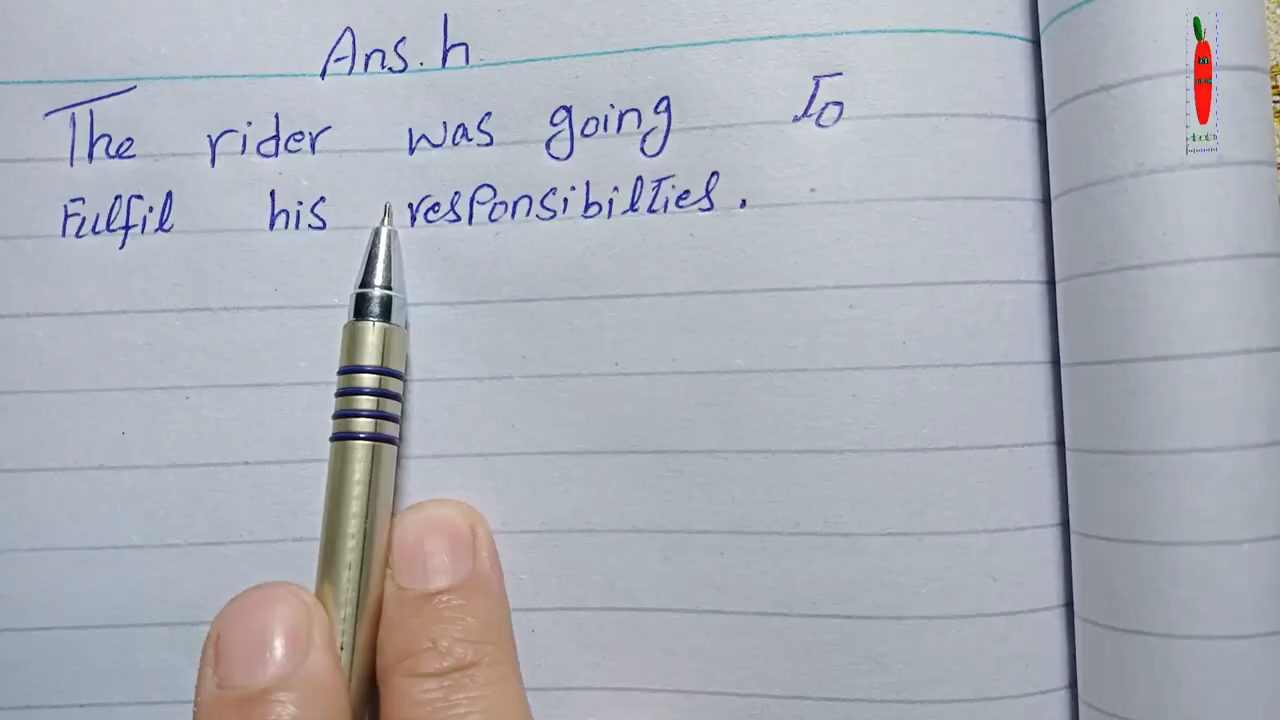 Ans.h
The rider was going To
Fulfil his responsibilties.